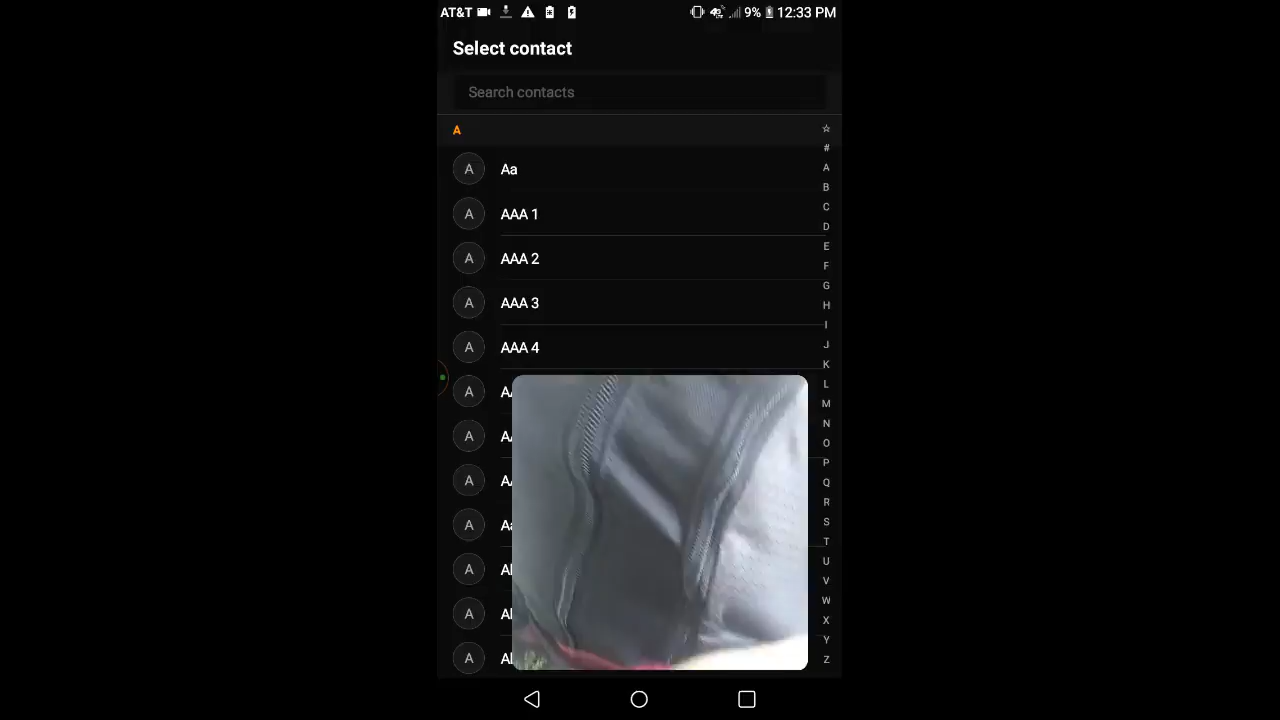 AT&T 9% 12:33 PM
Select contact
Search contacts
A
☆
#
A Aa
A
B
A AAA 1
C
D
A AAA 2
E
F
G
A AAA 3
H
I
A AAA 4
J
K
A
L
M
A
N
O
P
A
Q
R
A
S
T
A
U
V
A
W
X
Y
A
Z